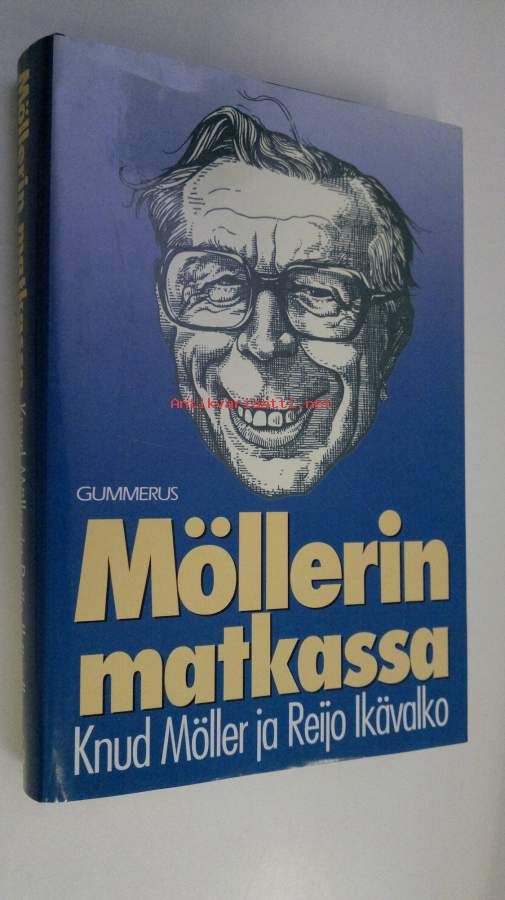 Antikvariaatti.net
GUMMERUS
Möllerin
matkassa
Knud Möller ja Reijo Ikävalko
Möllerin matkassa